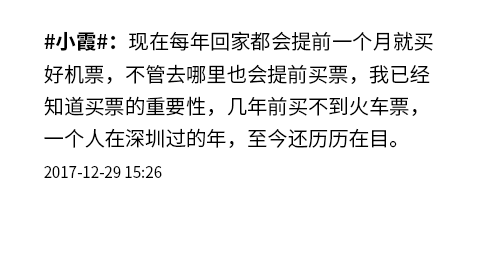 #小霞#：现在每年回家都会提前一个月就买
好机票，不管去哪里也会提前买票，我已经
知道买票的重要性，几年前买不到火车票，
一个人在深圳过的年，至今还历历在目。
2017-12-29 15:26